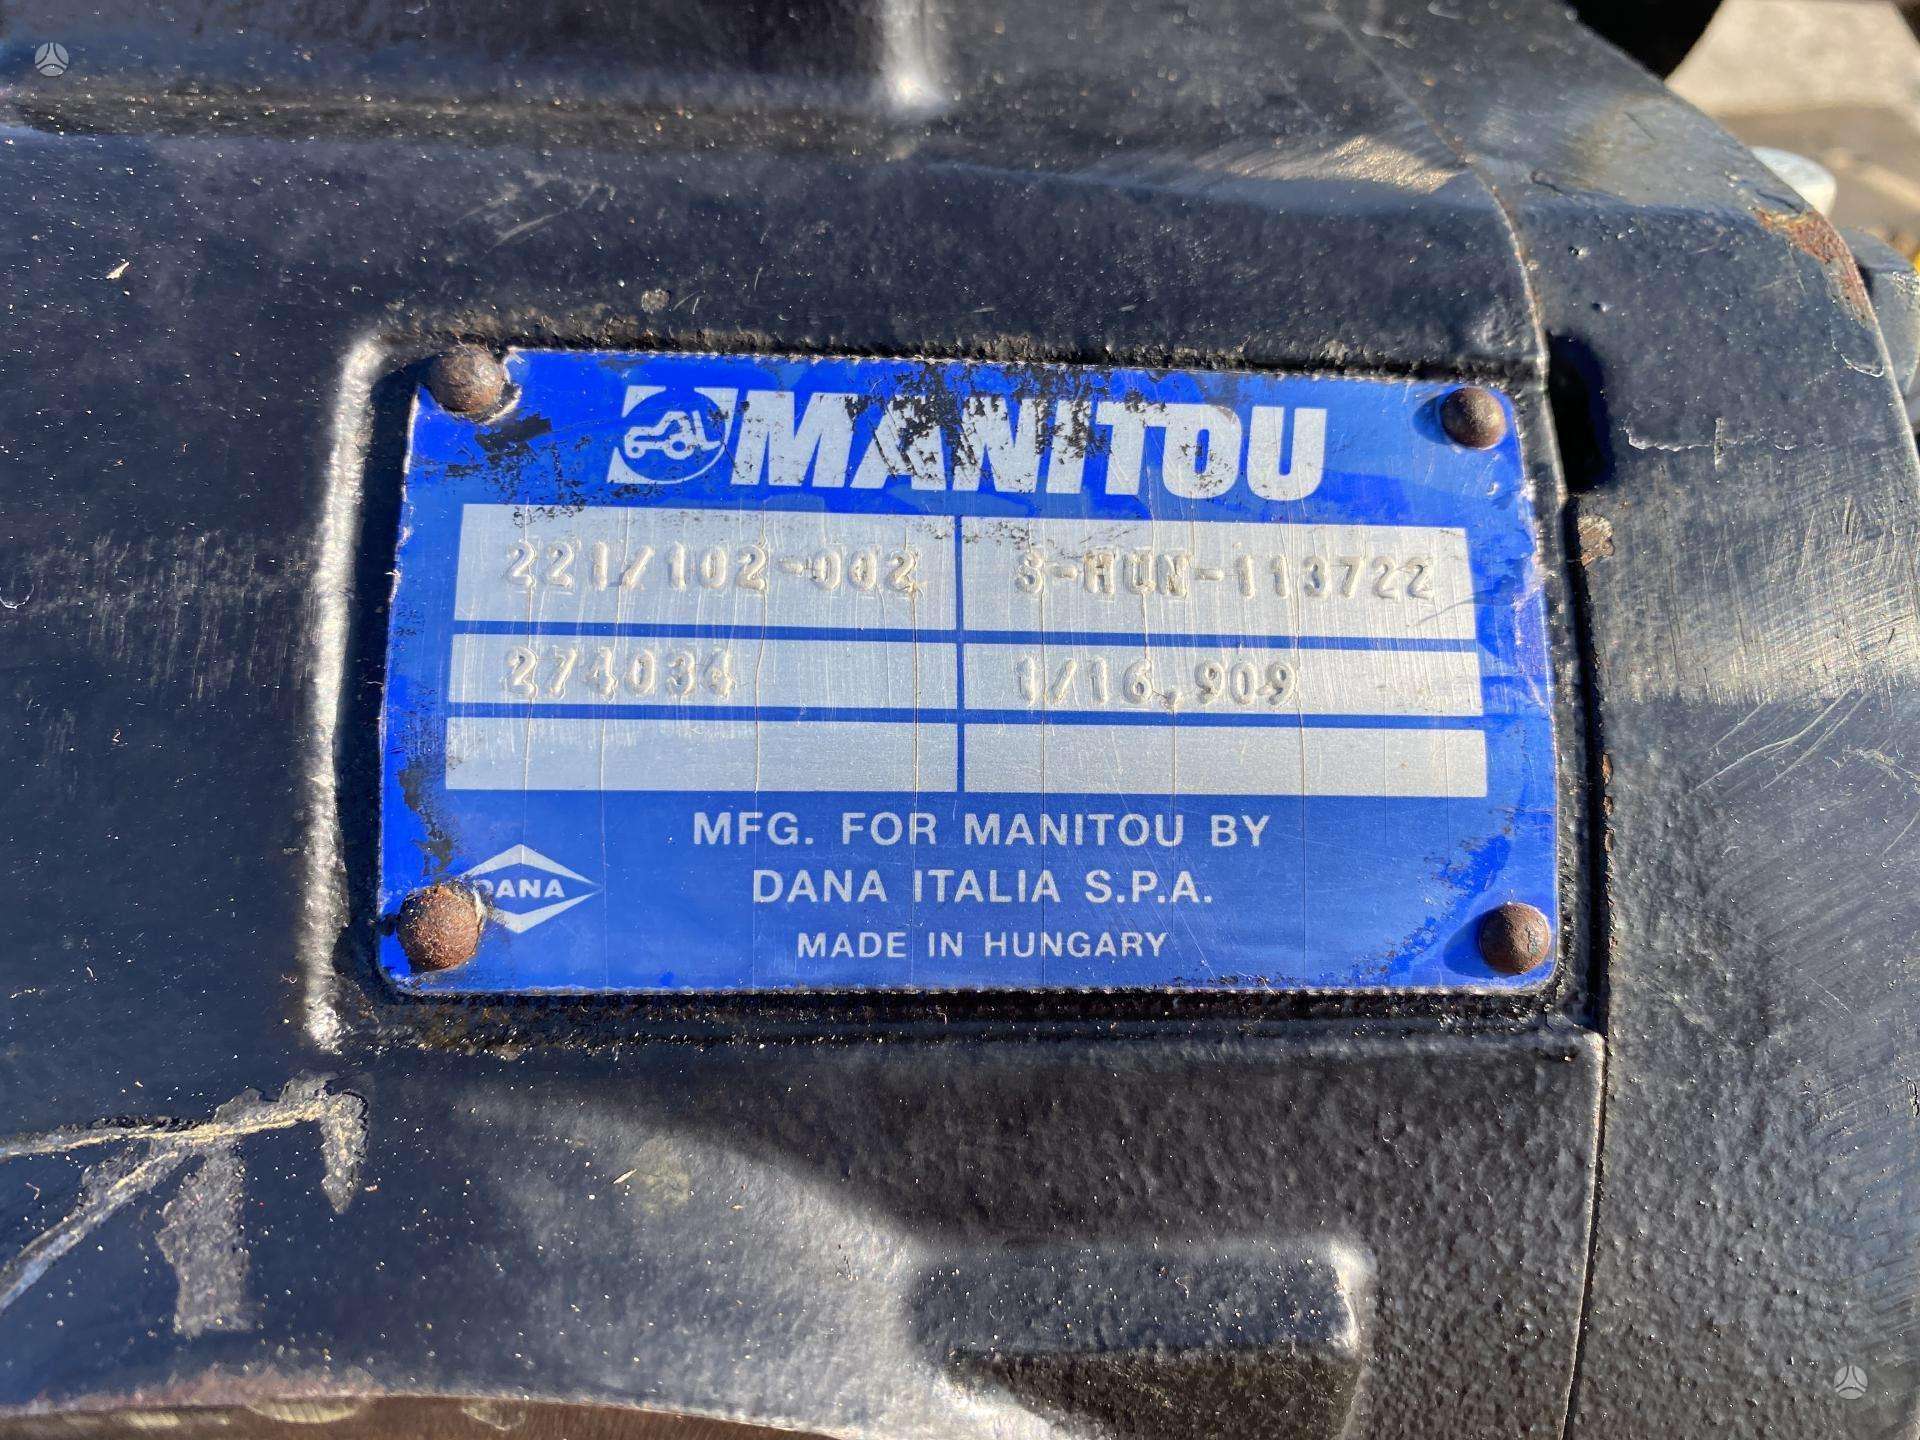 MANITOU
221/102-002 S-HUN-113722
274034 1/16,909
MFG. FOR MANITOU BY
DANA ITALIA S.P.A.
DANA
MADE IN HUNGARY